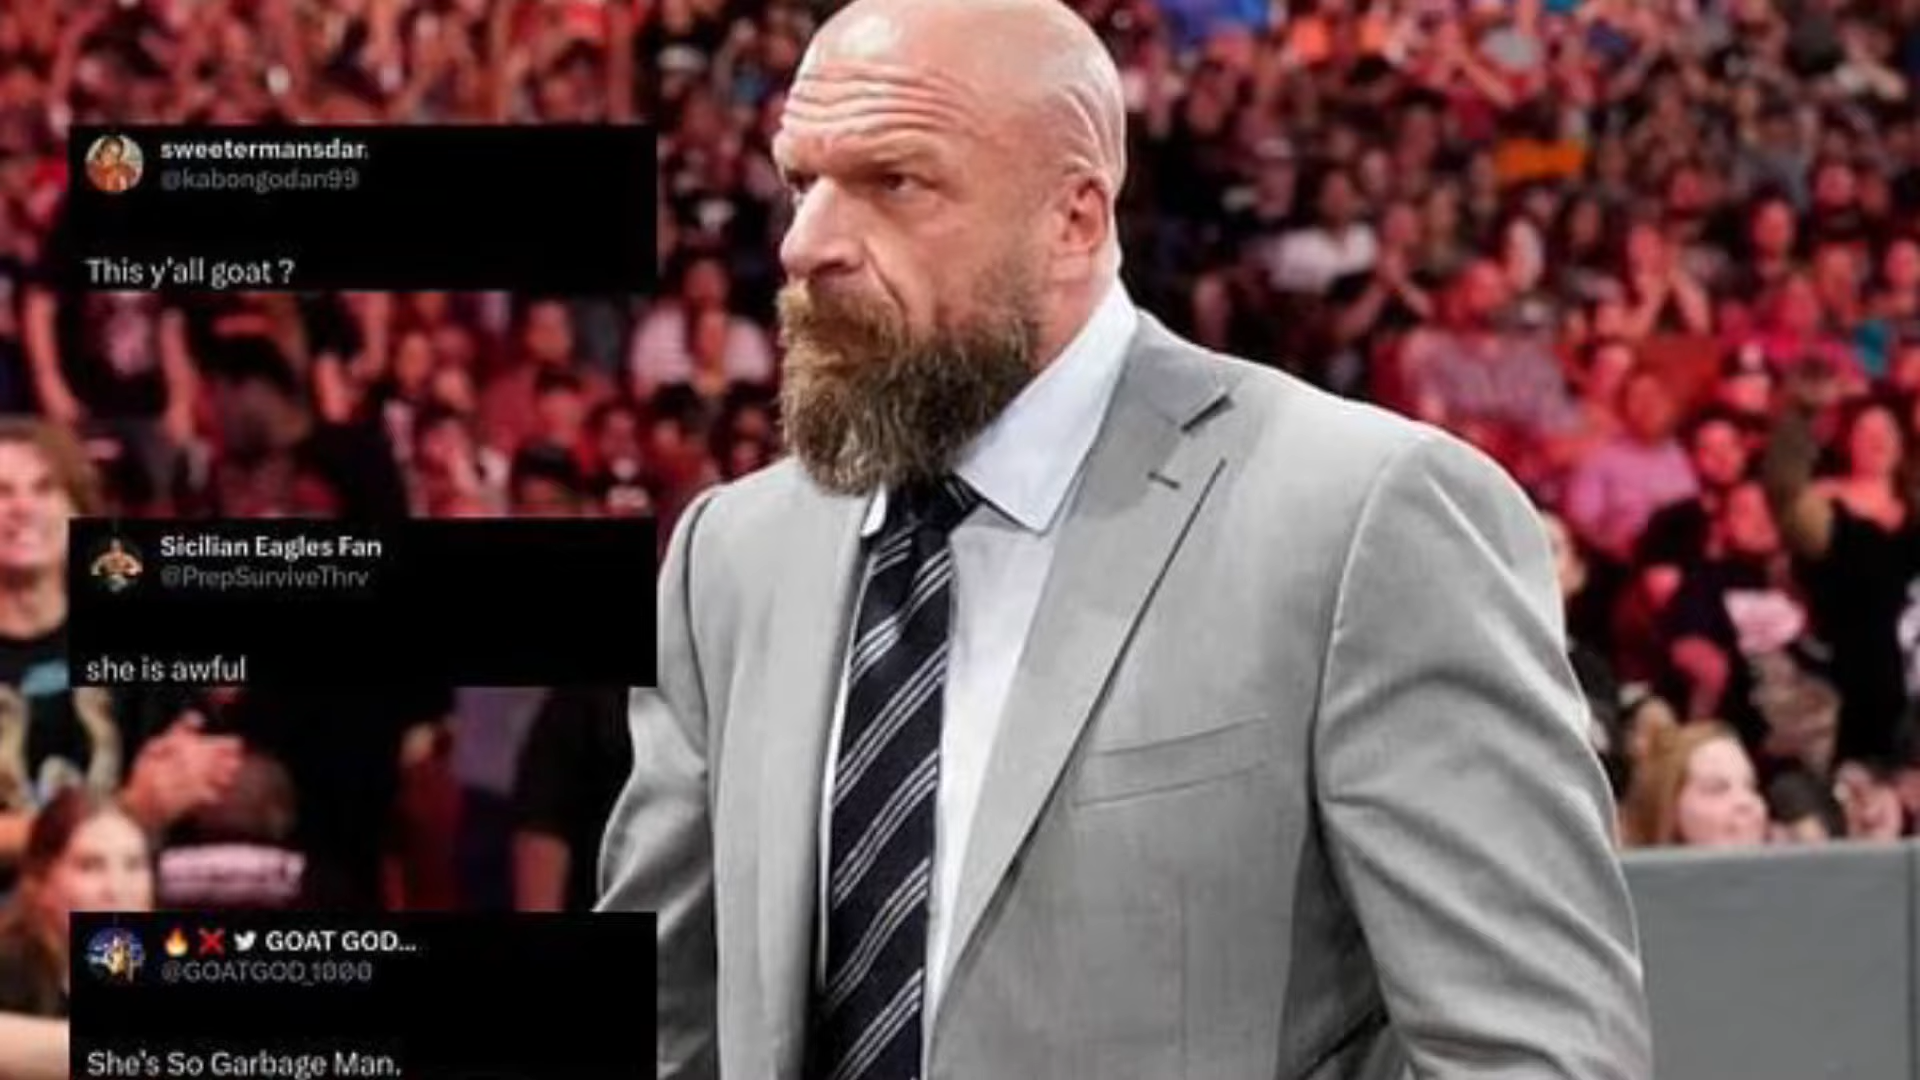 sweetermansdar.
@kabongodan99
This y'all goat ?
Sicilian Eagles Fan
@PrepSurviveThrv
she is awful
🔥❌ GOAT GOD...
@GOATGOD_1000
She's So Garbage Man.